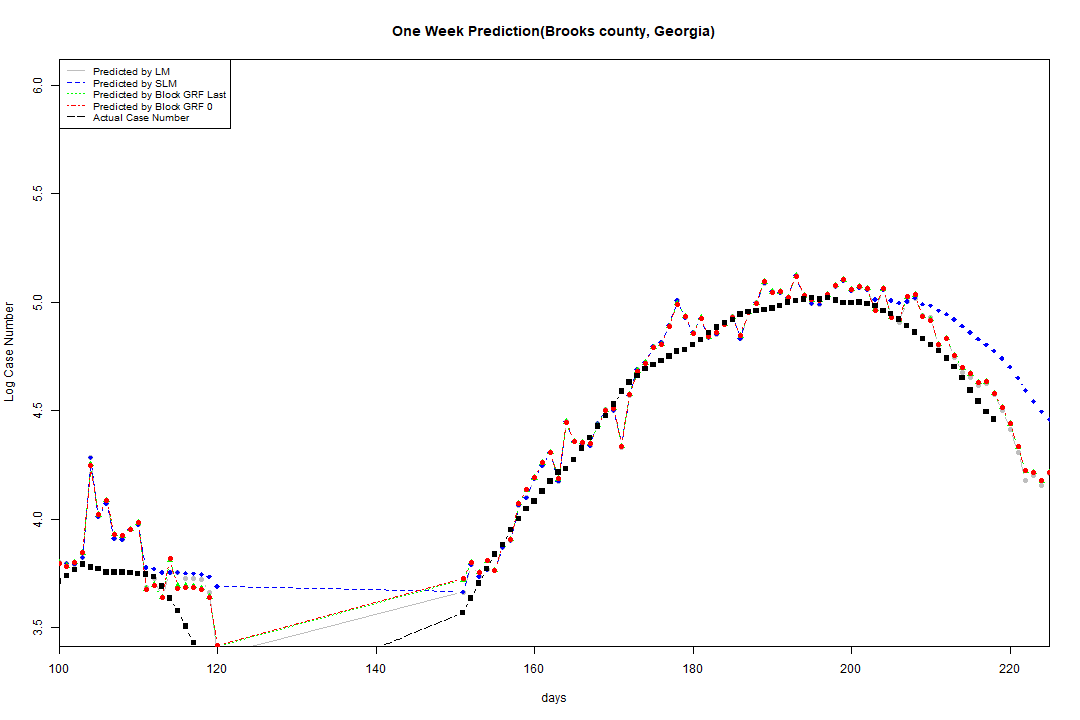 One Week Prediction(Brooks county, Georgia)
Predicted by LM
Predicted by SLM
Predicted by Block GRF Last
Predicted by Block GRF 0
Actual Case Number
6.0
5.5
5.0
4.5
4.0
3.5
Log Case Number
100 120 140 160 180 200 220
days